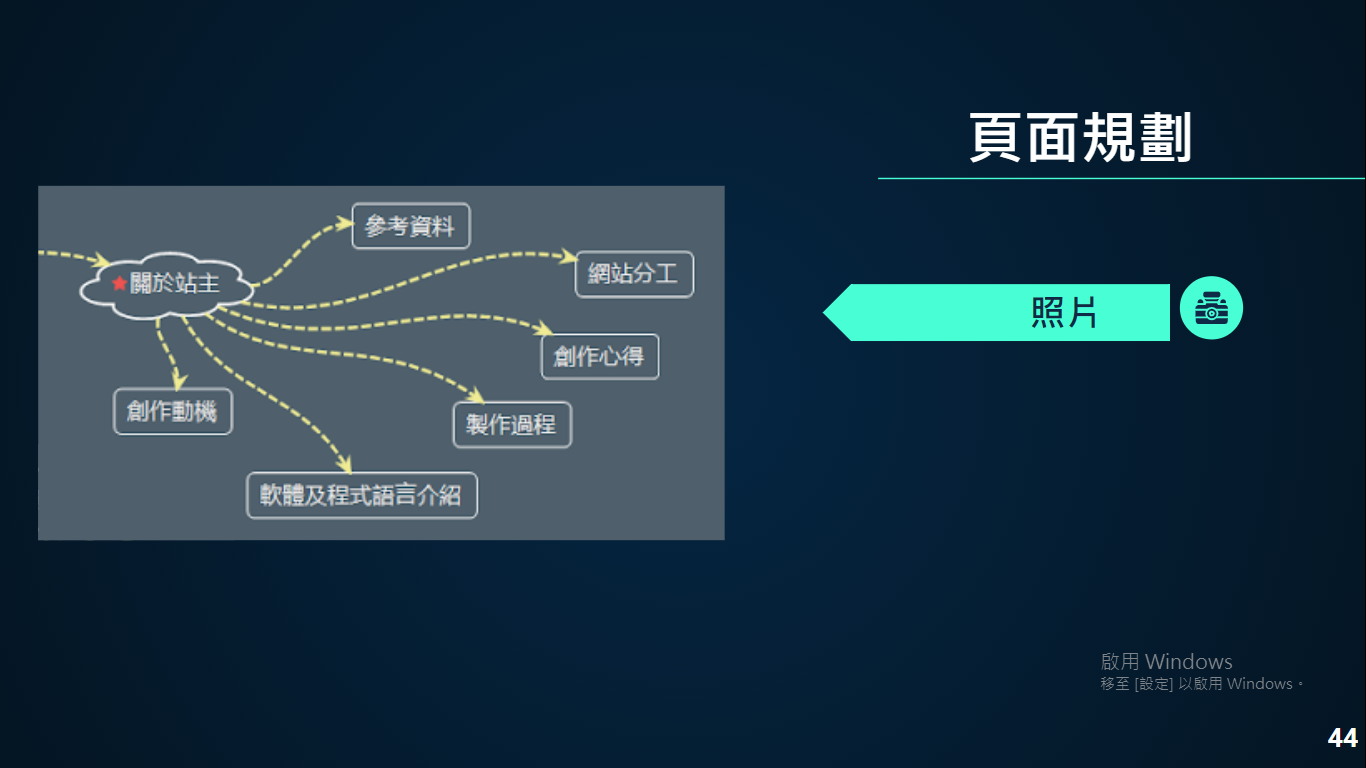 頁面規劃
參考資料
網站分工
關於站主
創作心得
創作動機
製作過程
軟體及程式語言介紹
照片
啟用 Windows
移至 [設定] 以啟用 Windows。
44